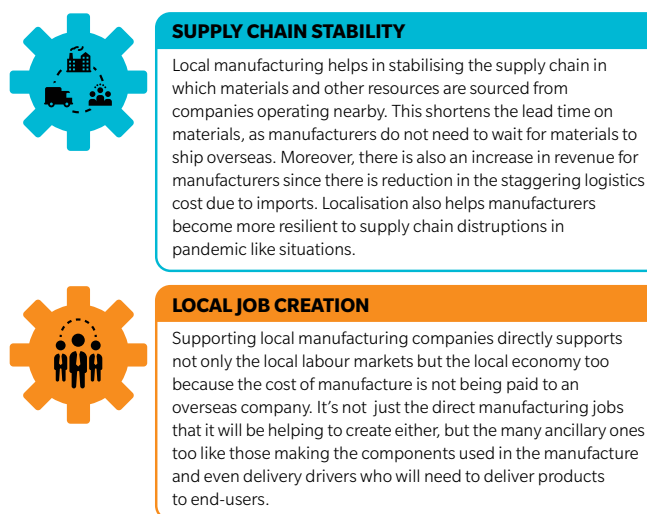 SUPPLY CHAIN STABILITY
Local manufacturing helps in stabilising the supply chain in
which materials and other resources are sourced from
companies operating nearby. This shortens the lead time on
materials, as manufacturers do not need to wait for materials to
ship overseas. Moreover, there is also an increase in revenue for
manufacturers since there is reduction in the staggering logistics
cost due to imports. Localisation also helps manufacturers
become more resilient to supply chain distruptions in
pandemic like situations.
LOCAL JOB CREATION
Supporting local manufacturing companies directly supports
not only the local labour markets but the local economy too
because the cost of manufacture is not being paid to an
overseas company. It's not  just the direct manufacturing jobs
that it will be helping to create either, but the many ancillary ones
too like those making the components used in the manufacture
and even delivery drivers who will need to deliver products
to end-users.